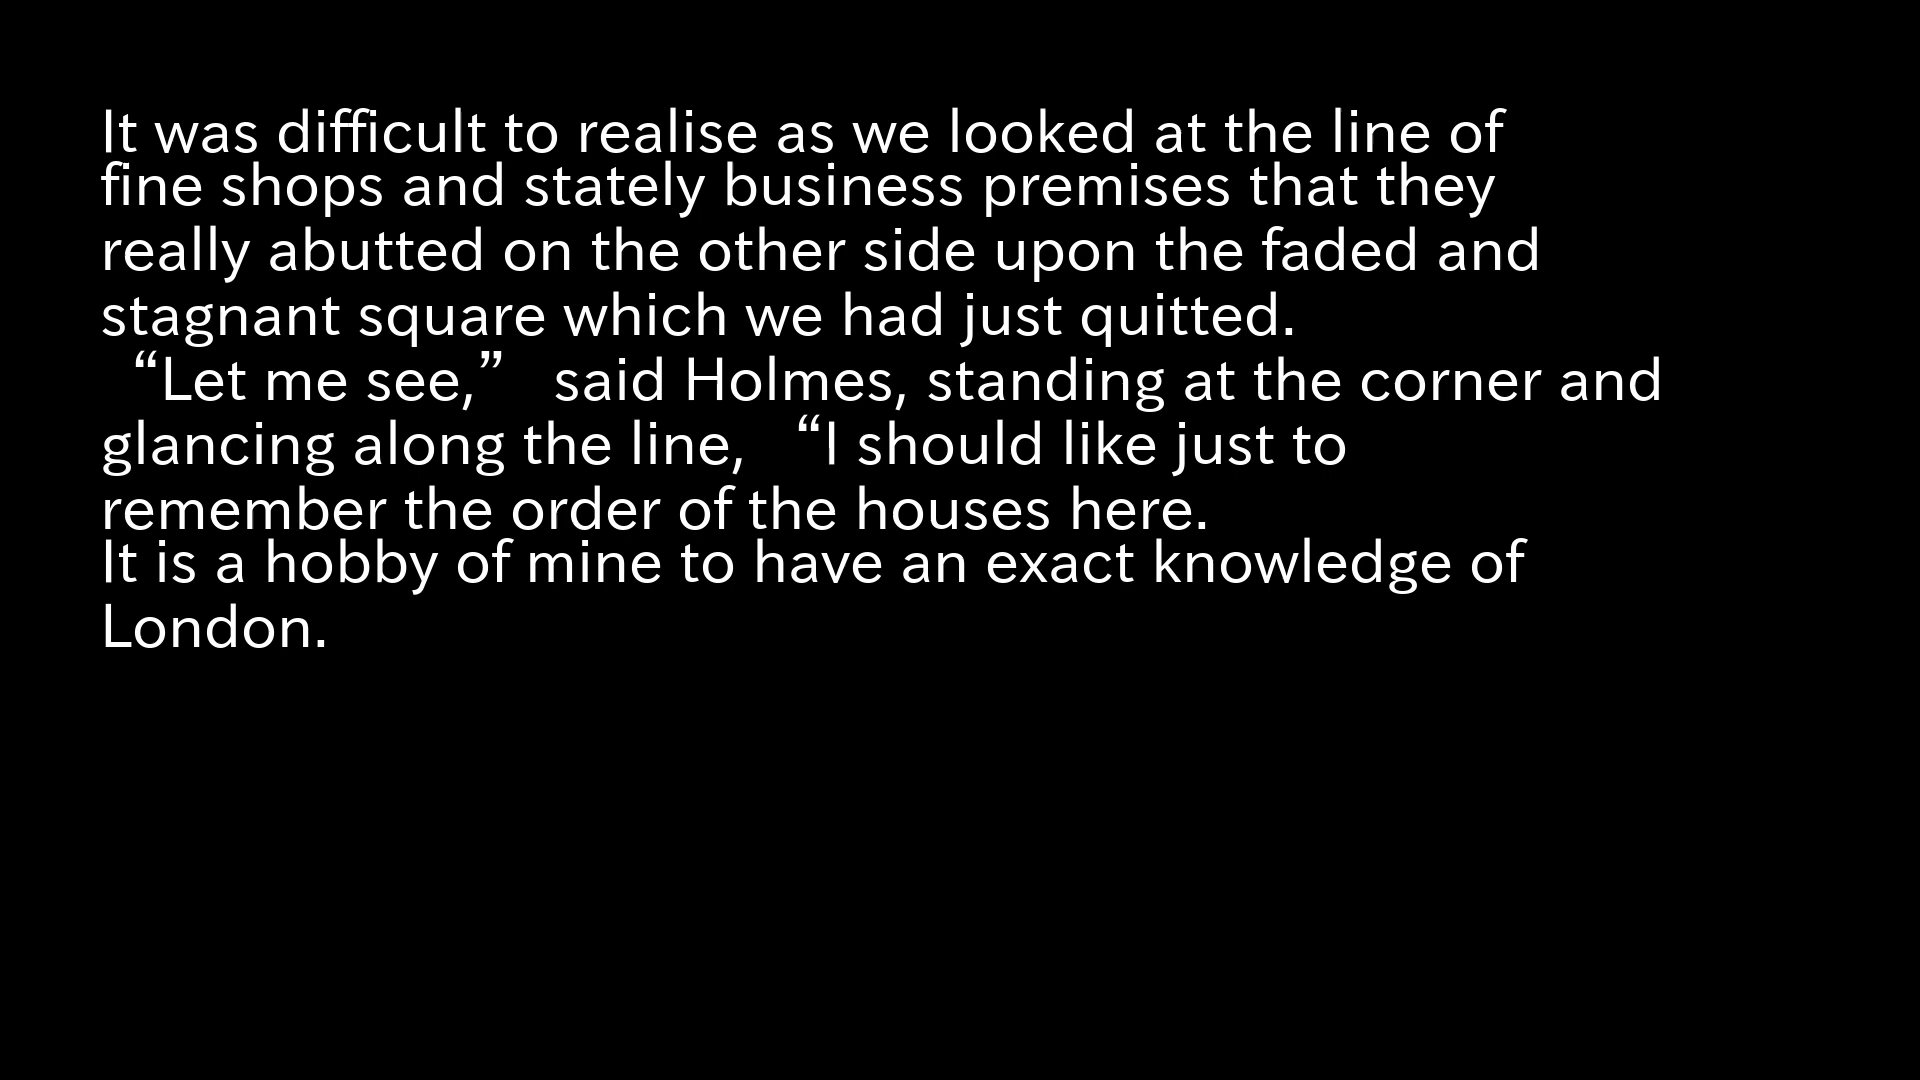 It was difficult to realise as we looked at the line of
fine shops and stately business premises that they
really abutted on the other side upon the faded and
stagnant square which we had just quitted.
“Let me see,” said Holmes, standing at the corner and
glancing along the line, “I should like just to
remember the order of the houses here.
It is a hobby of mine to have an exact knowledge of
London.